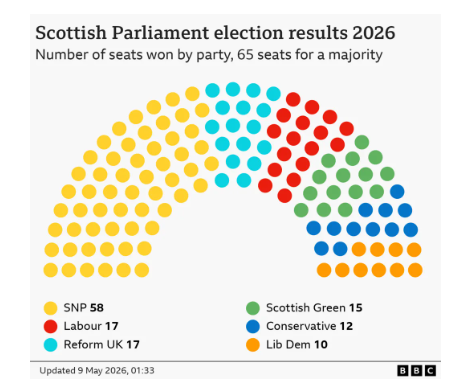 Scottish Parliament election results 2026
Number of seats won by party, 65 seats for a majority
SNP 58
Labour 17
Reform UK 17
Scottish Green 15
Conservative 12
Lib Dem 10
Updated 9 May 2026, 01:33
BBC